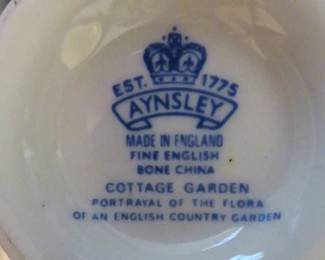 EST. 1775
AYNSLEY
MADE IN ENGLAND
FINE ENGLISH
BONE CHINA
COTTAGE GARDEN
PORTRAYAL OF THE FLORA
OF AN ENGLISH COUNTRY GARDEN